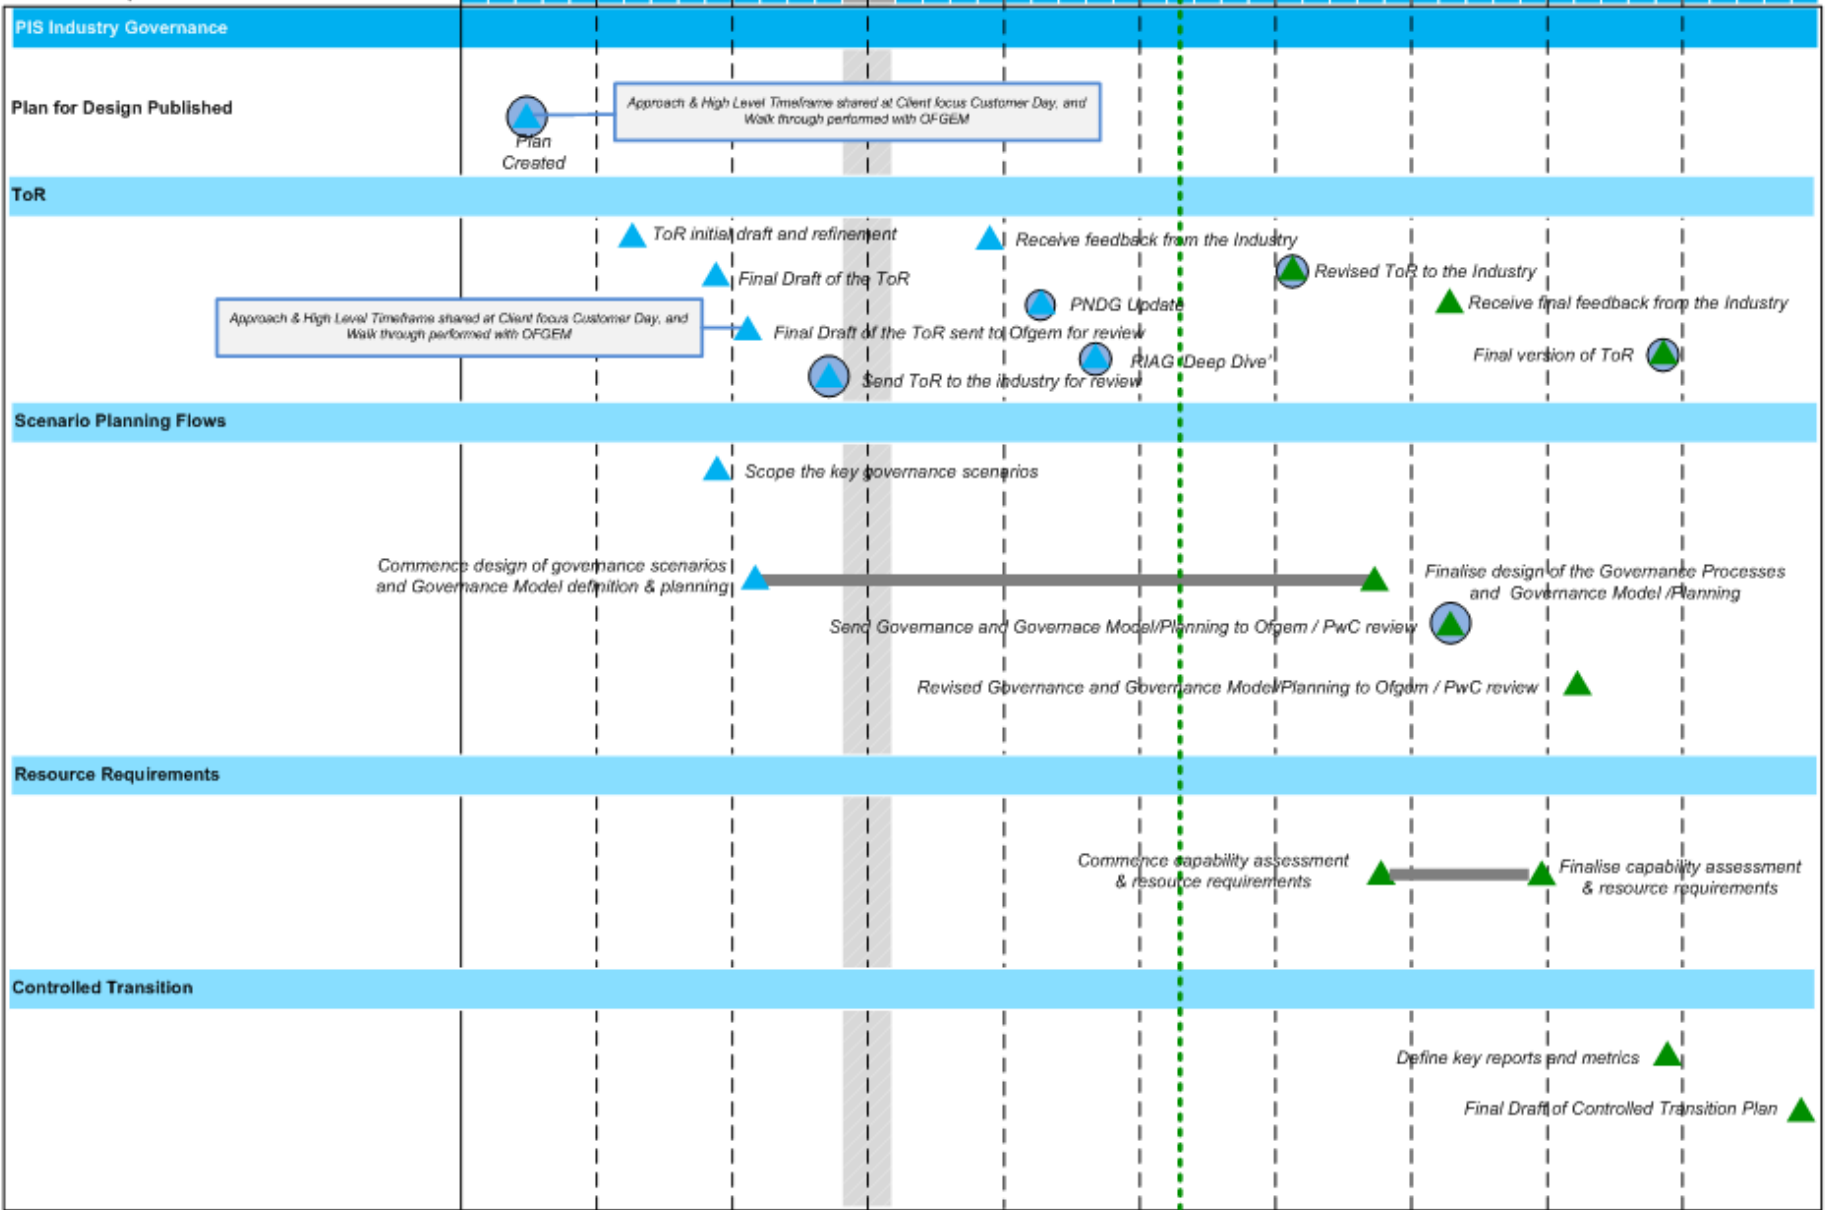 PIS Industry Governance
Plan for Design Published
Approach & High Level Timeframe shared at Client focus Customer Day, and
Walk through performed with OFGEM
Plan
Created
ToR
ToR initial draft and refinement
Receive feedback from the Industry
Final Draft of the ToR
Revised ToR to the Industry
PNDG Update
Receive final feedback from the Industry
Approach & High Level Timeframe shared at Client focus Customer Day, and
Walk through performed with OFGEM
Final Draft of the ToR sent to Ofgem for review
RIAG 'Deep Dive'
Final version of ToR
Send ToR to the industry for review
Scenario Planning Flows
Scope the key governance scenarios
Commence design of governance scenarios
and Governance Model definition & planning
Finalise design of the Governance Processes
and Governance Model /Planning
Send Governance and Governace Model/Planning to Ofgem / PwC review
Revised Governance and Governance Model/Planning to Ofgem / PwC review
Resource Requirements
Commence capability assessment
& resource requirements
Finalise capability assessment
& resource requirements
Controlled Transition
Define key reports and metrics
Final Draft of Controlled Transition Plan